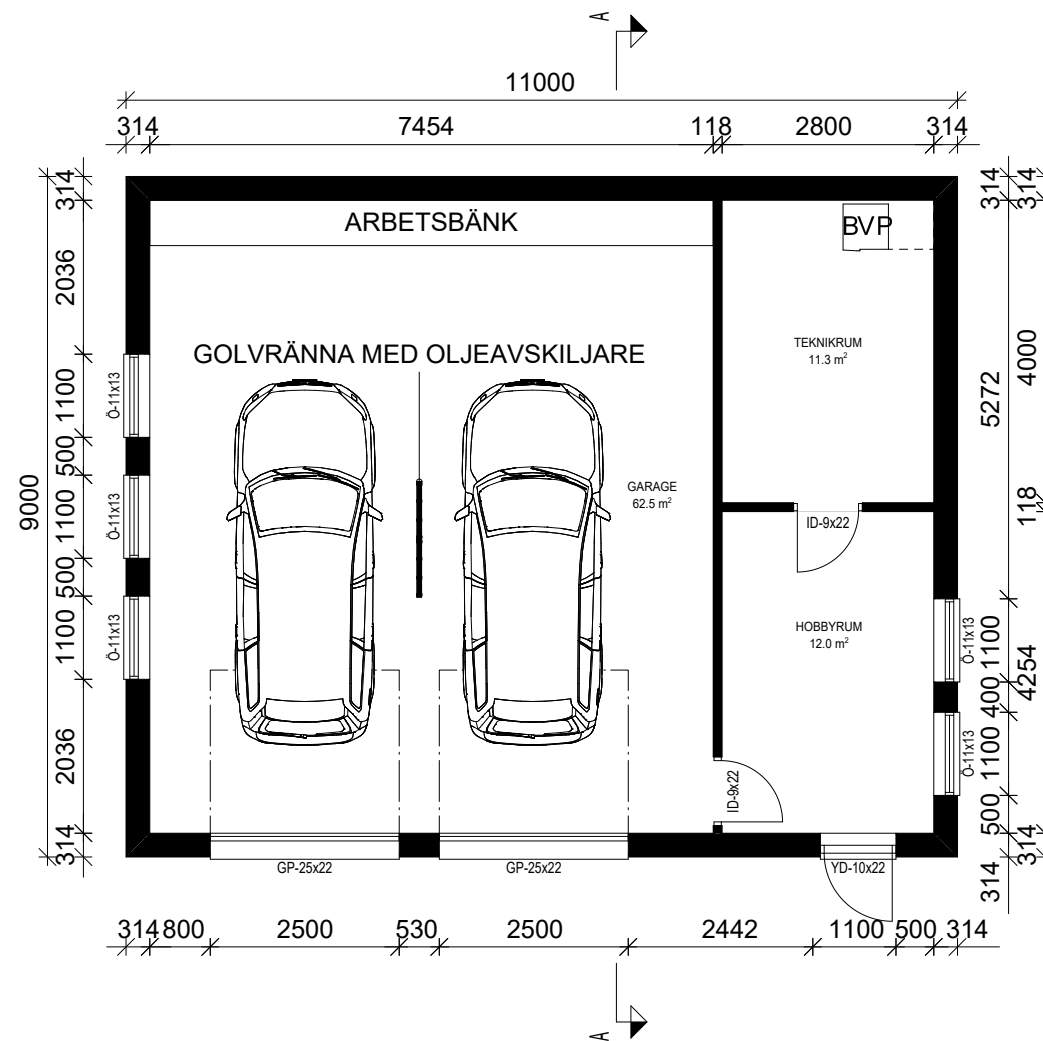 A
11000
314 7454 118 2800 314
9000
314
2036
1100
500
1100
500
1100
2036
314
Ö-11x13
Ö-11x13
Ö-11x13
ARBETSBÄNK
BVP
GOLVRÄNNA MED OLJEAVSKILJARE
TEKNIKRUM
11.3 m²
GARAGE
62.5 m²
ID-9x22
HOBBYRUM
12.0 m²
ID-9x22
GP-25x22
GP-25x22
YD-10x22
Ö-11x13
Ö-11x13
314
5272
1100
400
1100
500
314
314
4000
118
4254
314
314 800 2500 530 2500 2442 1100 500 314
A